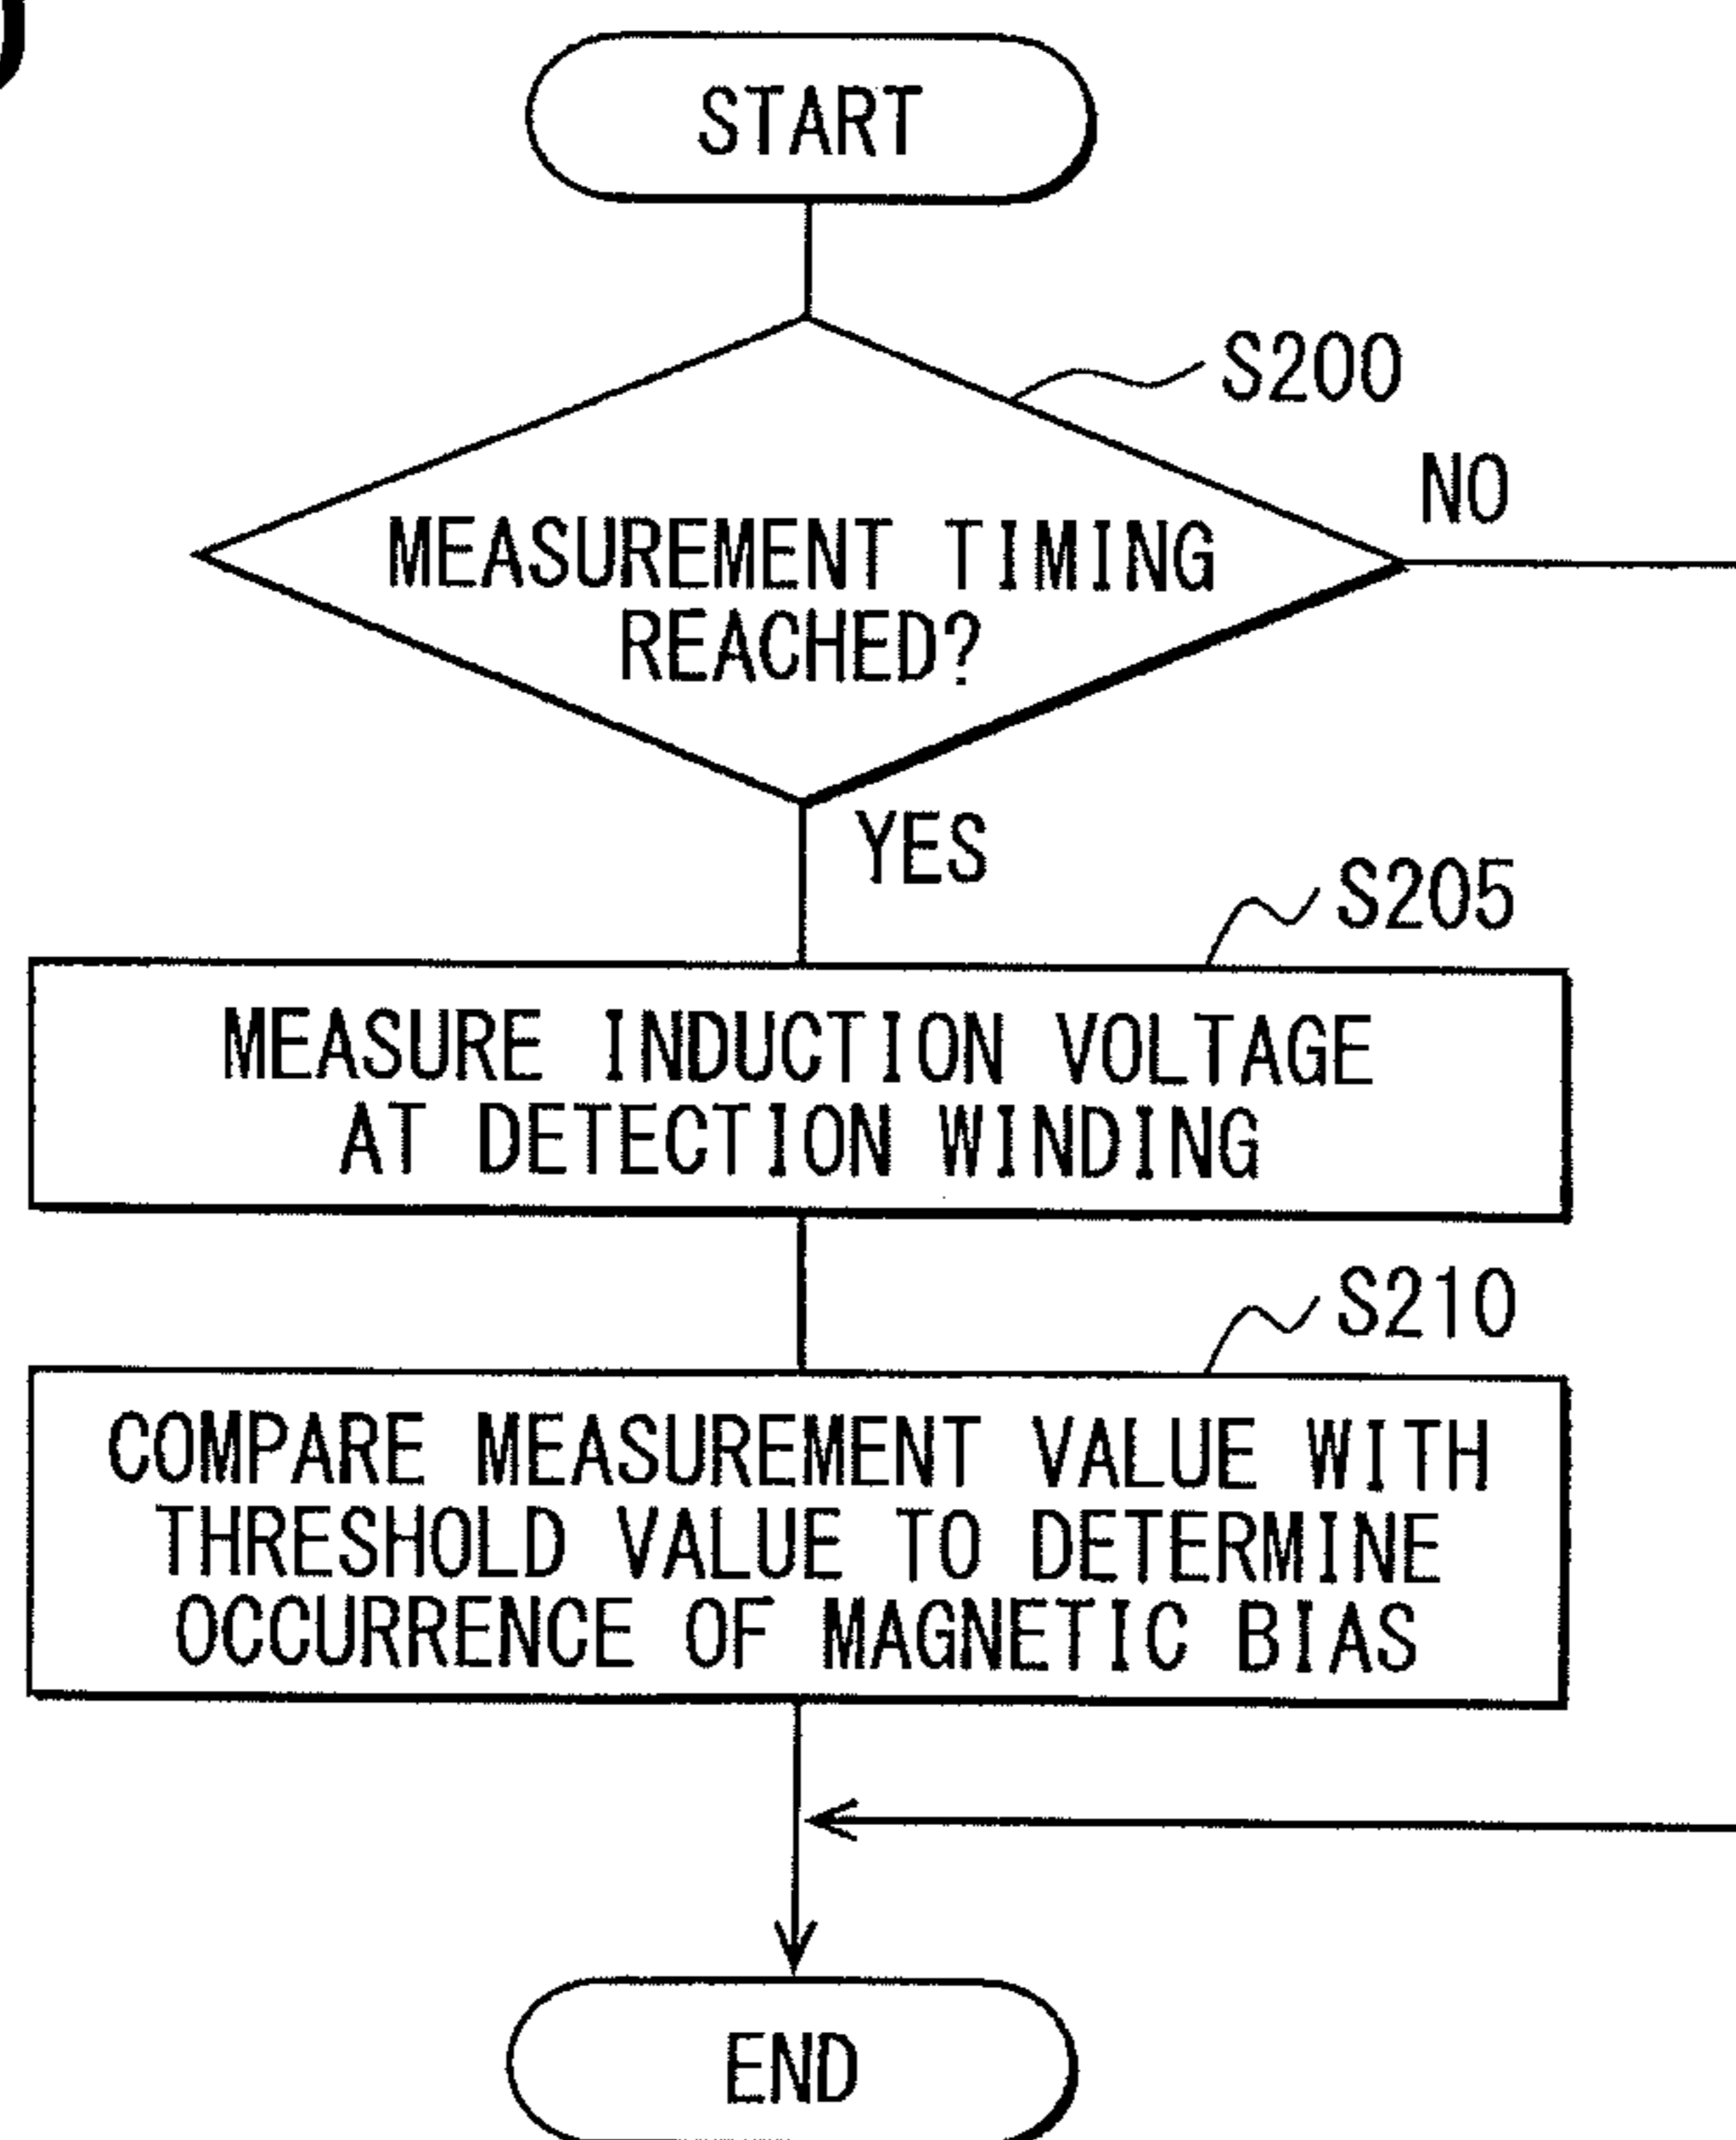 START
S200
NO
MEASUREMENT TIMING
REACHED?
YES
S205
MEASURE INDUCTION VOLTAGE
AT DETECTION WINDING
S210
COMPARE MEASUREMENT VALUE WITH
THRESHOLD VALUE TO DETERMINE
OCCURRENCE OF MAGNETIC BIAS
END